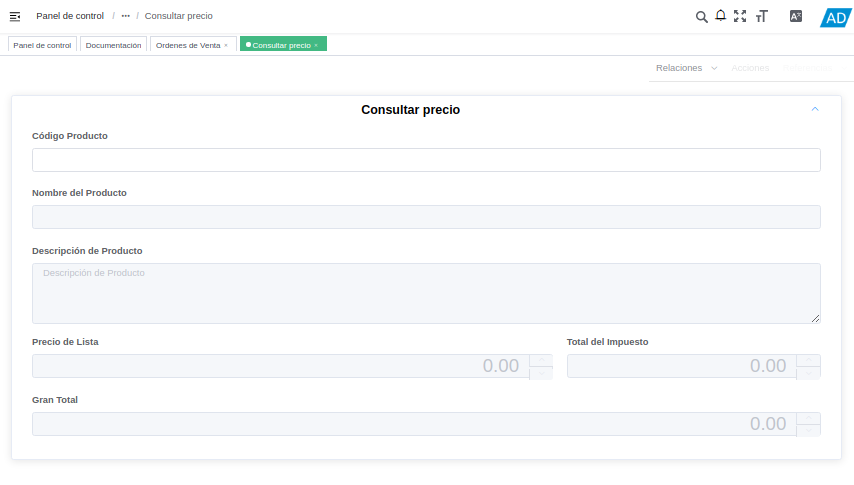 Panel de control / ••• / Consultar precio
AD
Panel de control Documentación Ordenes de Venta × Consultar precio ×
Relaciones Acciones
Consultar precio
Código Producto
Nombre del Producto
Descripción de Producto
Descripción de Producto
Precio de Lista Total del Impuesto
0.00 0.00
Gran Total
0.00